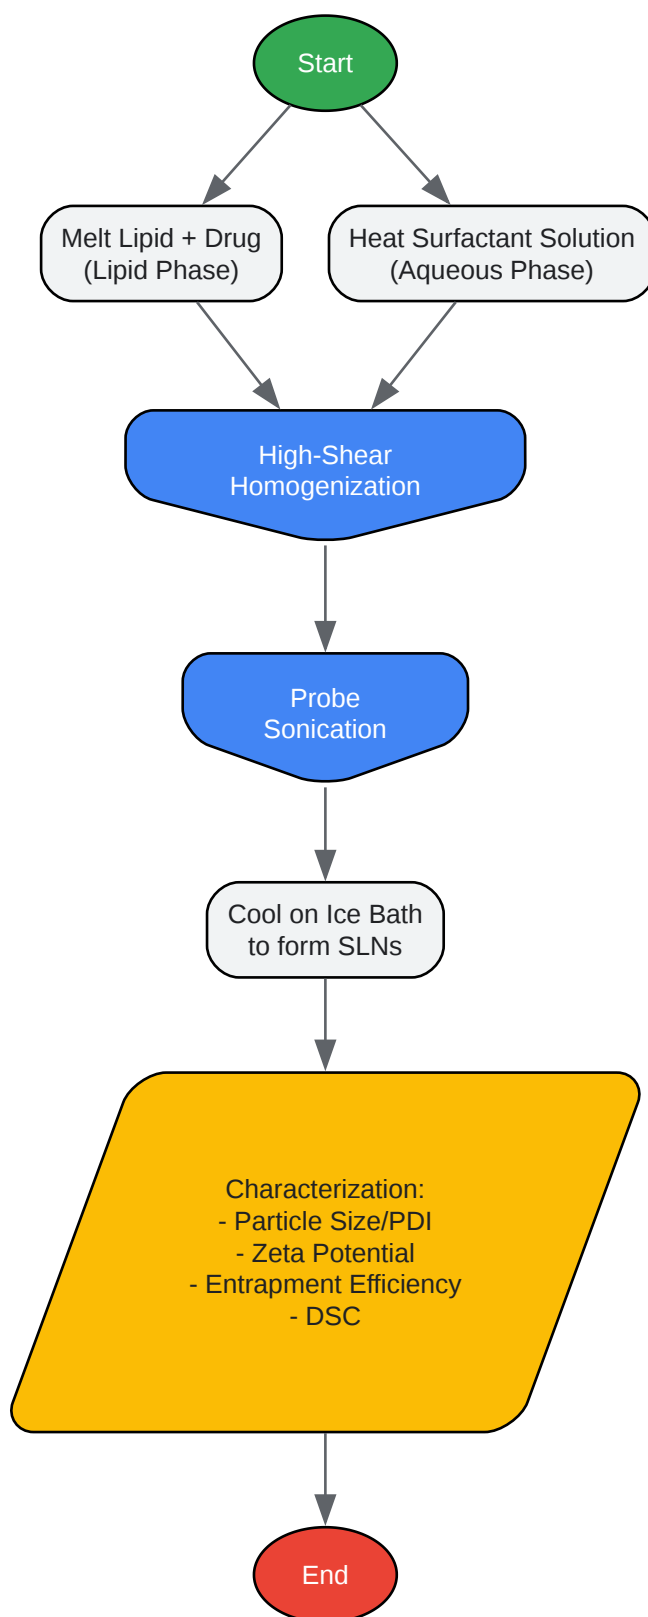 Start
Melt Lipid + Drug
(Lipid Phase)
Heat Surfactant Solution
(Aqueous Phase)
High-Shear
Homogenization
Probe
Sonication
Cool on Ice Bath
to form SLNs
Characterization:
- Particle Size/PDI
- Zeta Potential
- Entrapment Efficiency
- DSC
End